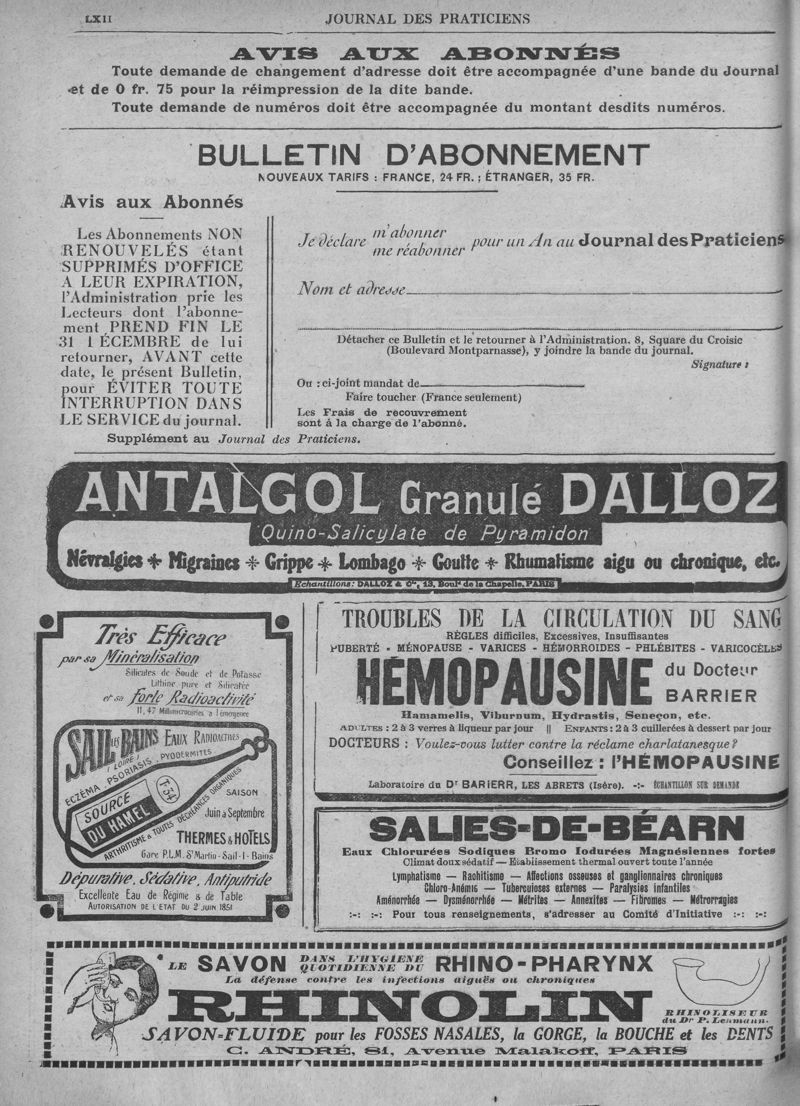 LXII
JOURNAL DES PRATICIENS
AVIS AUX ABONNÉS
Toute demande de changement d'adresse doit être accompagnée d'une bande du Journal
et de 0 fr. 75 pour la réimpression de la dite bande.
Toute demande de numéros doit être accompagnée du montant desdits numéros.
BULLETIN D'ABONNEMENT
NOUVEAUX TARIFS : FRANCE, 24 FR. ; ÉTRANGER, 35 FR.
Avis aux Abonnés
Les Abonnements NON
RENOUVELÉS étant
SUPPRIMÉS D'OFFICE
A LEUR EXPIRATION,
l'Administration prie les
Lecteurs dont l'abonne-
ment PREND FIN LE
31 DÉCEMBRE de lui
retourner, AVANT cette
date, le présent Bulletin,
pour ÉVITER TOUTE
INTERRUPTION DANS
LE SERVICE du journal.
Je déclare m'abonner
me réabonner pour un An au Journal des Praticiens
Nom et adresse
Détacher ce Bulletin et le retourner à l'Administration. 8, Square du Croisic
(Boulevard Montparnasse), y joindre la bande du journal.
Signature :
Ou : ci-joint mandat de
Faire toucher (France seulement)
Les Frais de recouvrement
sont à la charge de l'abonné.
Supplément au Journal des Praticiens.
ANTALGOL Granulé DALLOZ
Quino-Salicylate de Pyramidon
Névralgies + Migraines + Grippe + Lombago + Goutte + Rhumatisme aigu ou chronique, etc.
Echantillons: DALLOZ & Cie, 13, Boulᵈ de la Chapelle, PARIS
Très Efficace
par sa Minéralisation
Silicates de Soude et de Potasse
Lithine pure et Silicatée
et sa forte Radioactivité
11,47 Millimicrocuries à l'émergence
SAIL LES BAINS EAUX RADIOACTIVES
(LOIRE)
ECZÉMA, PSORIASIS, PYODERMITES
SOURCE
DU HAMEL
T 34
ARTHRITISME & TOUTES DÉCHÉANCES ORGANIQUES
SAISON
Juin à Septembre
THERMES & HOTELS
Gare P.L.M. St Martin-Sail-l-Bains
Dépurative, Sédative, Antiputride
Excellente Eau de Régime & de Table
AUTORISATION DE L'ETAT DU 2 JUIN 1851
TROUBLES DE LA CIRCULATION DU SANG
RÈGLES difficiles, Excessives, Insuffisantes
PUBERTÉ - MÉNOPAUSE - VARICES - HÉMORROIDES - PHLÉBITES - VARICOCÈLES
HÉMOPAUSINE du Docteur
BARRIER
Hamamelis, Viburnum, Hydrastis, Seneçon, etc.
ADULTES : 2 à 3 verres à liqueur par jour || ENFANTS : 2 à 3 cuillerées à dessert par jour
DOCTEURS : Voulez-vous lutter contre la réclame charlatanesque ?
Conseillez : l'HÉMOPAUSINE
Laboratoire du Dr BARIERR, LES ABRETS (Isère). -:- ÉCHANTILLON SUR DEMANDE
SALIES-DE-BÉARN
Eaux Chlorurées Sodiques Bromo Iodurées Magnésiennes fortes
Climat doux sédatif — Etablissement thermal ouvert toute l'année
Lymphatisme — Rachitisme — Affections osseuses et ganglionnaires chroniques
Chloro-Anémie — Tuberculoses externes — Paralysies infantiles
Aménorrhée — Dysménorrhée — Métrites — Annexites — Fibromes — Métrorragies
:-: :-: Pour tous renseignements, s'adresser au Comité d'Initiative :-: :-:
LE SAVON DANS L'HYGIENE
QUOTIDIENNE DU RHINO-PHARYNX
La défense contre les infections aiguës ou chroniques
RHINOLIN
RHINOLISEUR
du Dr P. Lehmann.
SAVON-FLUIDE pour les FOSSES NASALES, la GORGE, la BOUCHE et les DENTS
C. ANDRÉ, 81, Avenue Malakoff, PARIS